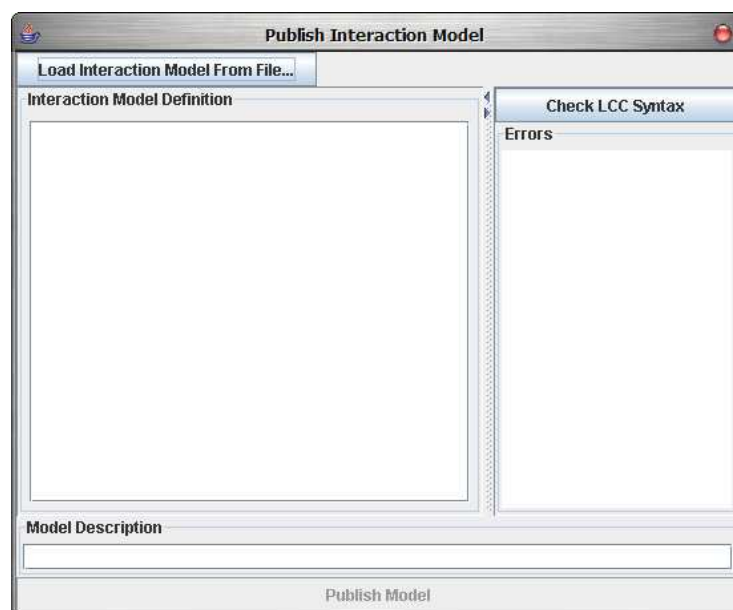 Publish Interaction Model
Load Interaction Model From File...
Interaction Model Definition
Check LCC Syntax
Errors
Model Description
Publish Model